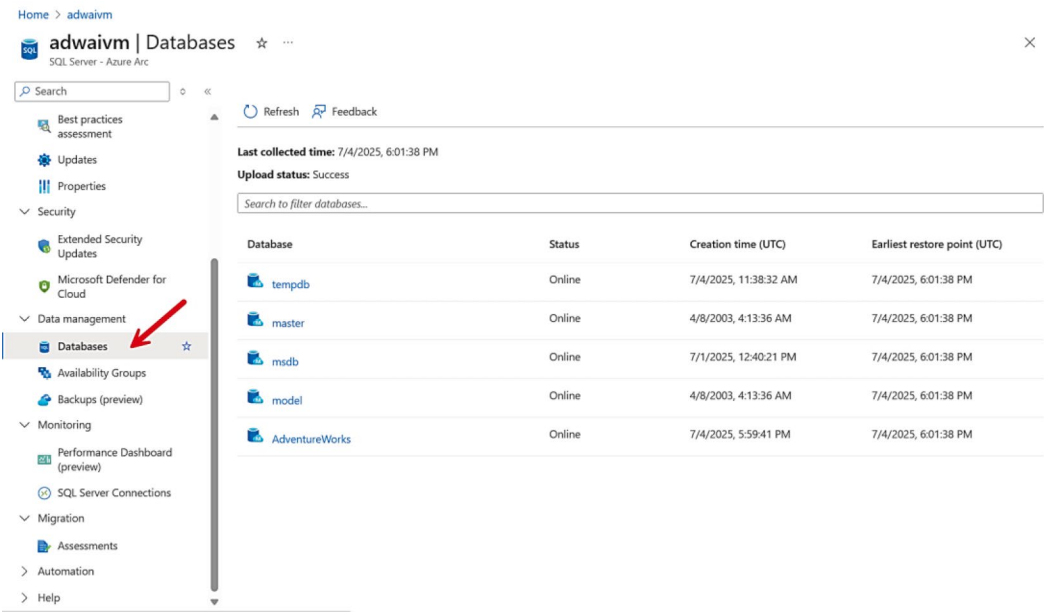 Home > adwaivm
adwaivm | Databases
SQL Server - Azure Arc
Search
Best practices
assessment
Updates
Properties
Security
Extended Security
Updates
Microsoft Defender for
Cloud
Data management
Databases
Availability Groups
Backups (preview)
Monitoring
Performance Dashboard
(preview)
SQL Server Connections
Migration
Assessments
Automation
Help
Refresh Feedback
Last collected time: 7/4/2025, 6:01:38 PM
Upload status: Success
Search to filter databases...
Database Status Creation time (UTC) Earliest restore point (UTC)
tempdb Online 7/4/2025, 11:38:32 AM 7/4/2025, 6:01:38 PM
master Online 4/8/2003, 4:13:36 AM 7/4/2025, 6:01:38 PM
msdb Online 7/1/2025, 12:40:21 PM 7/4/2025, 6:01:38 PM
model Online 4/8/2003, 4:13:36 AM 7/4/2025, 6:01:38 PM
AdventureWorks Online 7/4/2025, 5:59:41 PM 7/4/2025, 6:01:38 PM